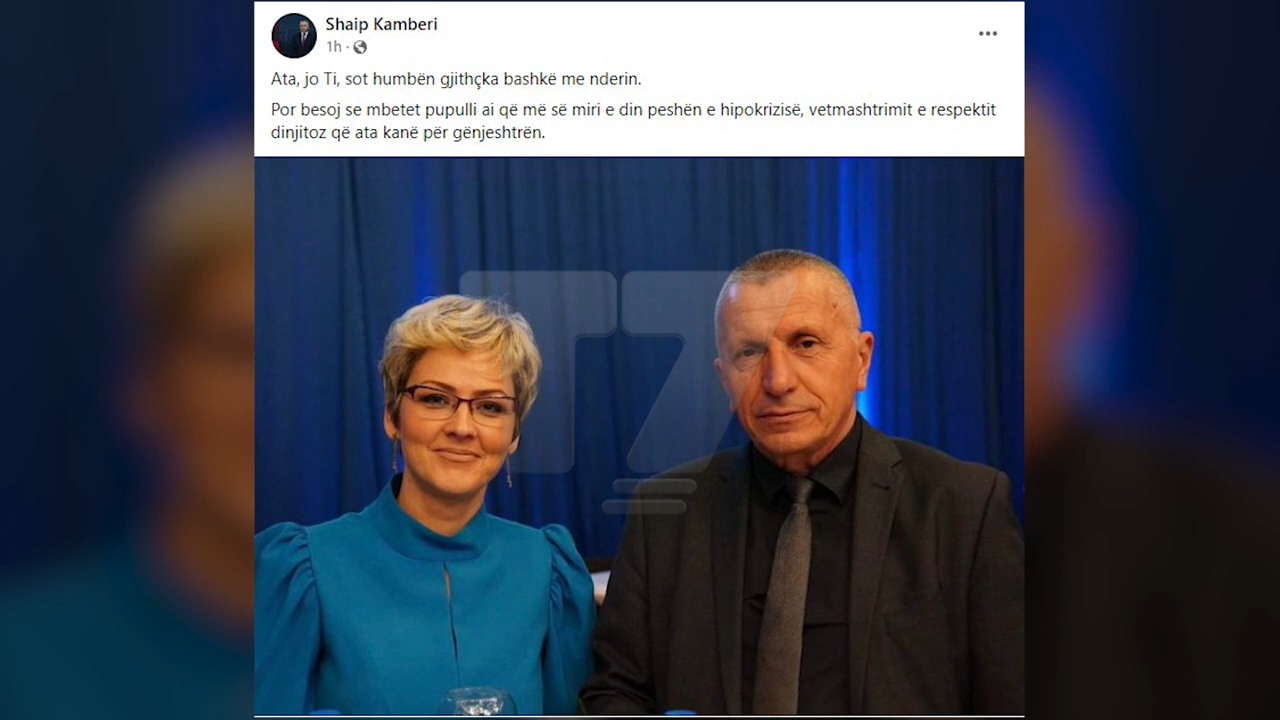 Shaip Kamberi
1h ·
Ata, jo Ti, sot humbën gjithçka bashkë me nderin.
Por besoj se mbetet pupulli ai që më së miri e din peshën e hipokrizisë, vetmashtrimit e respektit
dinjitoz që ata kanë për gënjeshtrën.
T7